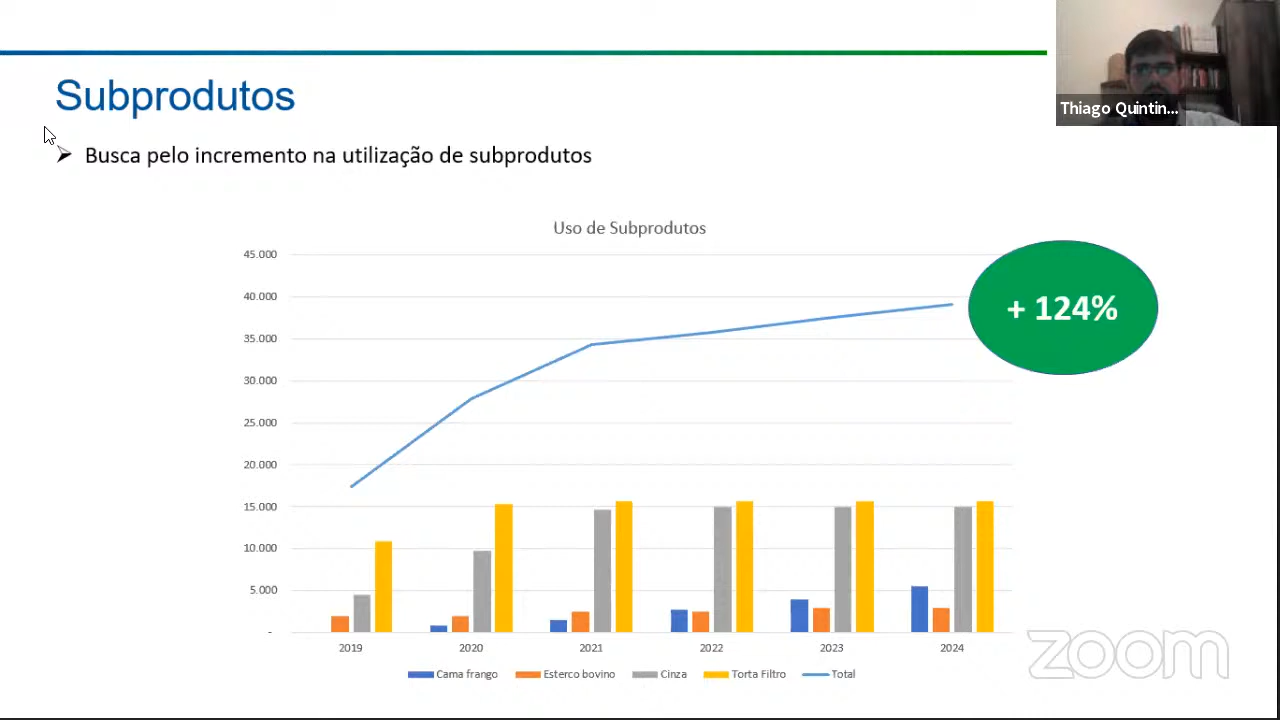 Subprodutos
Thiago Quintin...
Busca pelo incremento na utilização de subprodutos
Uso de Subprodutos
45.000
40.000
35.000
30.000
25.000
20.000
15.000
10.000
5.000
-
+ 124%
2019 2020 2021 2022 2023 2024
Cama frango Esterco bovino Cinza Torta Filtro Total
zoom